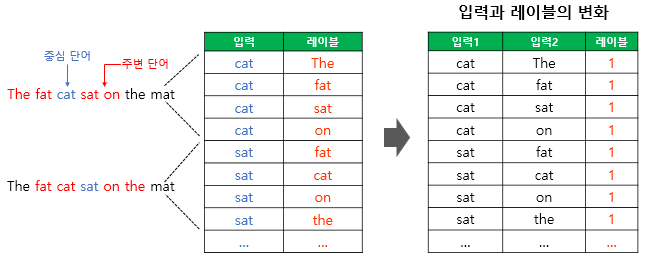 입력과 레이블의 변화
중심 단어
주변 단어
The fat cat sat on the mat
The fat cat sat on the mat
입력 레이블
cat The
cat fat
cat sat
cat on
sat fat
sat cat
sat on
sat the
... ...
입력1 입력2 레이블
cat The 1
cat fat 1
cat sat 1
cat on 1
sat fat 1
sat cat 1
sat on 1
sat the 1
... ... ...